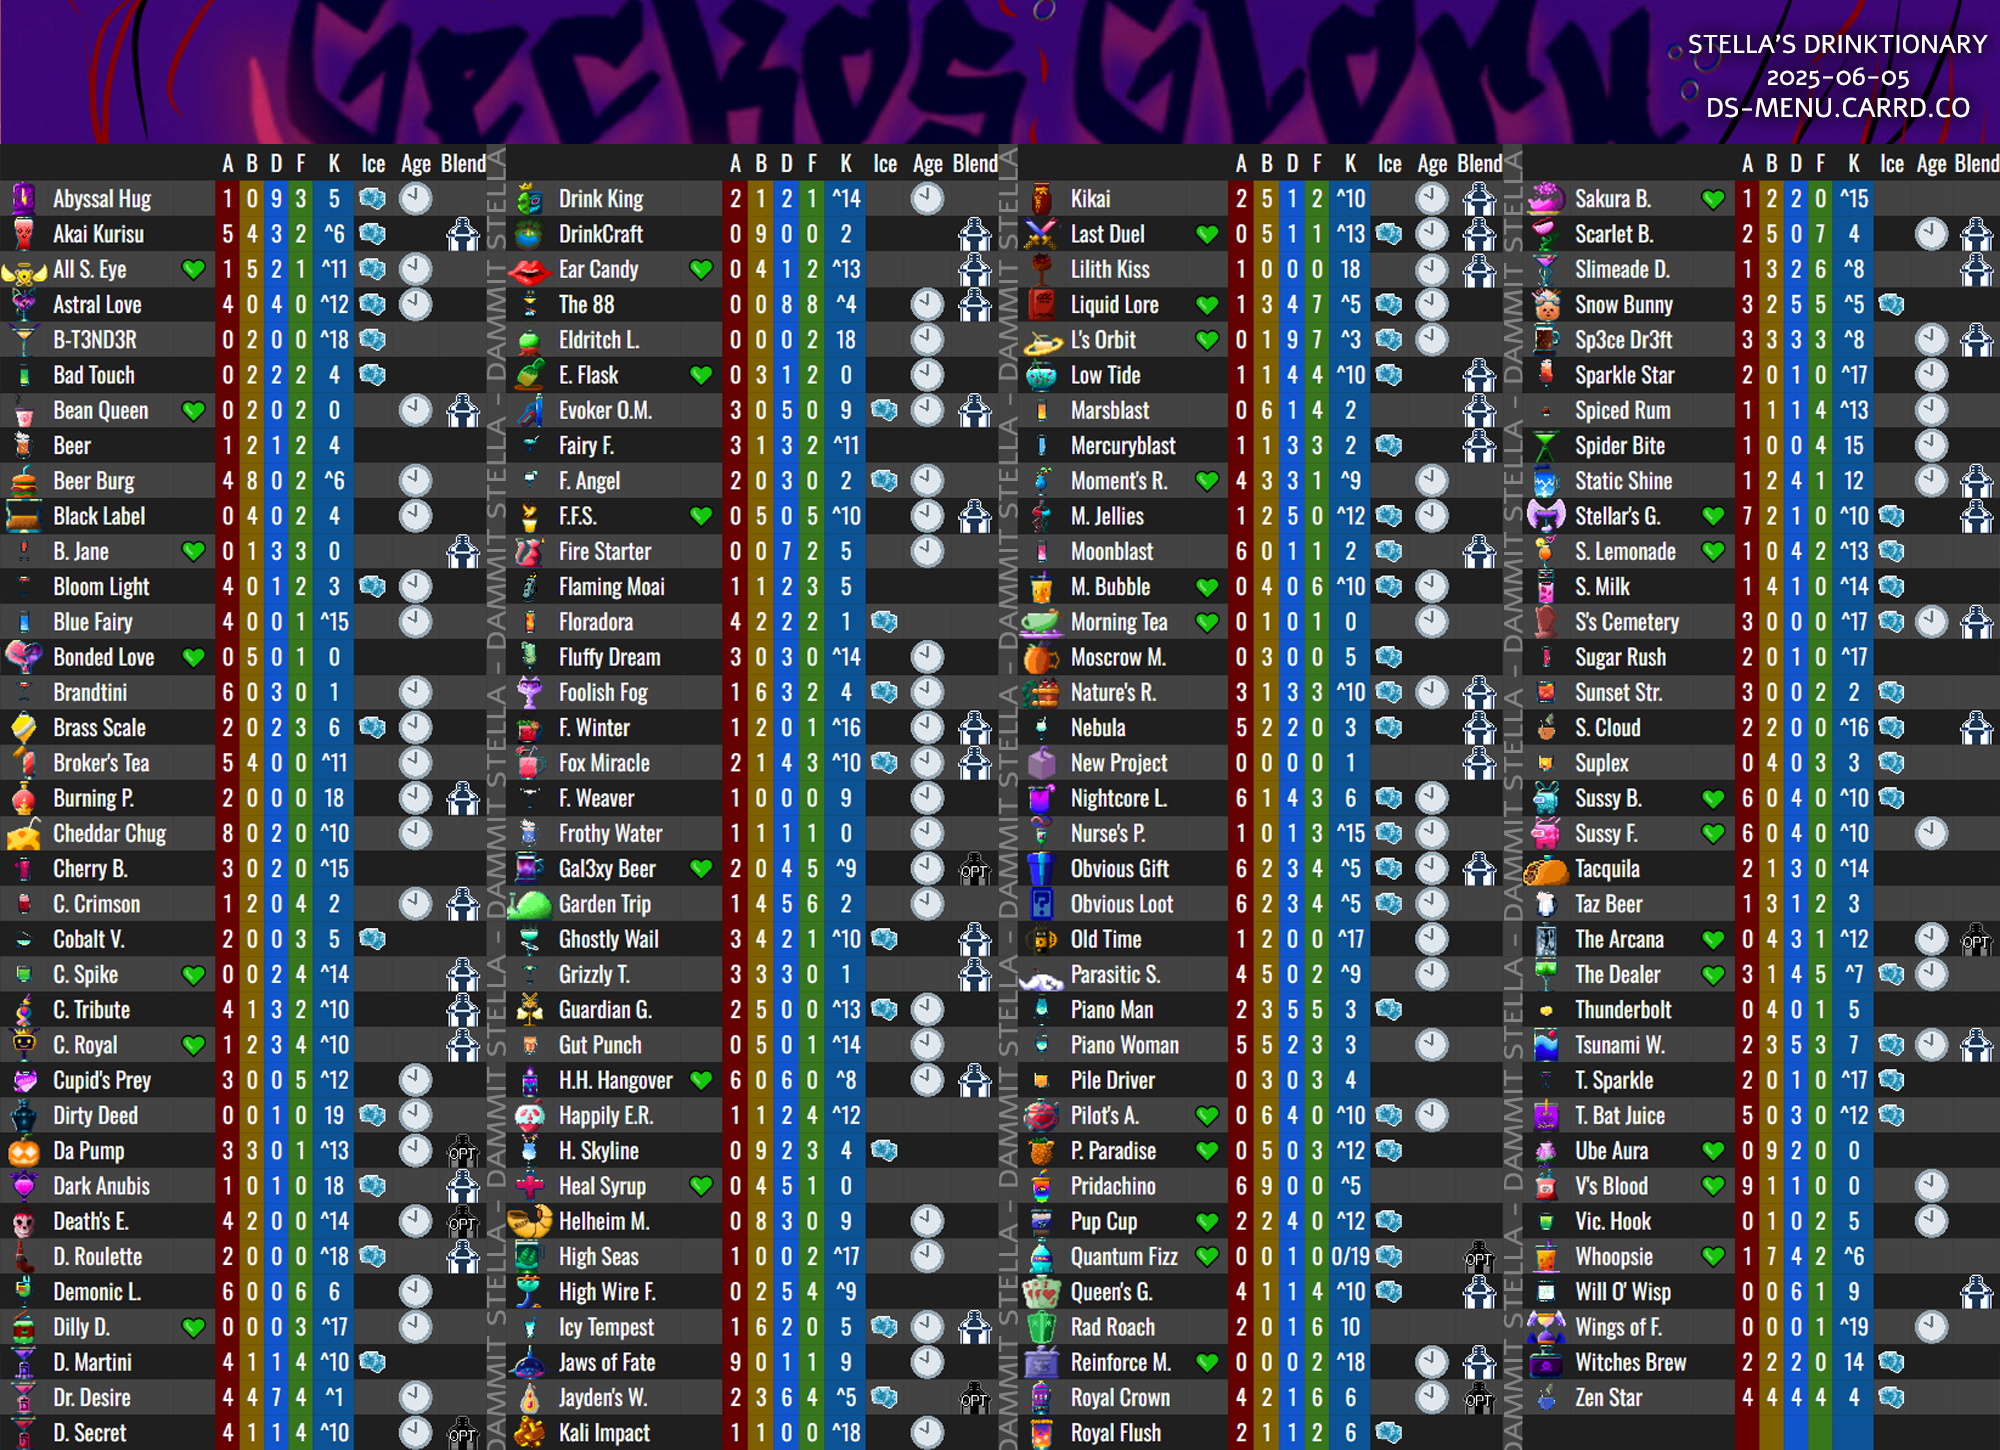 Geckos Glory
STELLA'S DRINKTIONARY
2025-06-05
DS-MENU.CARRD.CO
A B D F K Ice Age Blend
Abyssal Hug 1 0 9 3 5
Akai Kurisu 5 4 3 2 ^6
All S. Eye 1 5 2 1 ^11
Astral Love 4 0 4 0 ^12
B-T3ND3R 0 2 0 0 ^18
Bad Touch 0 2 2 2 4
Bean Queen 0 2 0 2 0
Beer 1 2 1 2 4
Beer Burg 4 8 0 2 ^6
Black Label 0 4 0 2 4
B. Jane 0 1 3 3 0
Bloom Light 4 0 1 2 3
Blue Fairy 4 0 0 1 ^15
Bonded Love 0 5 0 1 0
Brandtini 6 0 3 0 1
Brass Scale 2 0 2 3 6
Broker's Tea 5 4 0 0 ^11
Burning P. 2 0 0 0 18
Cheddar Chug 8 0 2 0 ^10
Cherry B. 3 0 2 0 ^15
C. Crimson 1 2 0 4 2
Cobalt V. 2 0 0 3 5
C. Spike 0 0 2 4 ^14
C. Tribute 4 1 3 2 ^10
C. Royal 1 2 3 4 ^10
Cupid's Prey 3 0 0 5 ^12
Dirty Deed 0 0 1 0 19
Da Pump 3 3 0 1 ^13 OPT
Dark Anubis 1 0 1 0 18
Death's E. 4 2 0 0 ^14 OPT
D. Roulette 2 0 0 0 ^18
Demonic L. 6 0 0 6 6
Dilly D. 0 0 0 3 ^17
D. Martini 4 1 1 4 ^10
Dr. Desire 4 4 7 4 ^1
D. Secret 4 1 1 4 ^10 OPT
DAMMIT STELLA - DAMMIT STELLA - DAMMIT STELLA - DAMMIT STELLA
A B D F K Ice Age Blend
Drink King 2 1 2 1 ^14
DrinkCraft 0 9 0 0 2
Ear Candy 0 4 1 2 ^13
The 88 0 0 8 8 ^4
Eldritch L. 0 0 0 2 18
E. Flask 0 3 1 2 0
Evoker O.M. 3 0 5 0 9
Fairy F. 3 1 3 2 ^11
F. Angel 2 0 3 0 2
F.F.S. 0 5 0 5 ^10
Fire Starter 0 0 7 2 5
Flaming Moai 1 1 2 3 5
Floradora 4 2 2 2 1
Fluffy Dream 3 0 3 0 ^14
Foolish Fog 1 6 3 2 4
F. Winter 1 2 0 1 ^16
Fox Miracle 2 1 4 3 ^10
F. Weaver 1 0 0 0 9
Frothy Water 1 1 1 1 0
Gal3xy Beer 2 0 4 5 ^9 OPT
Garden Trip 1 4 5 6 2
Ghostly Wail 3 4 2 1 ^10
Grizzly T. 3 3 3 0 1
Guardian G. 2 5 0 0 ^13
Gut Punch 0 5 0 1 ^14
H.H. Hangover 6 0 6 0 ^8
Happily E.R. 1 1 2 4 ^12
H. Skyline 0 9 2 3 4
Heal Syrup 0 4 5 1 0
Helheim M. 0 8 3 0 9
High Seas 1 0 0 2 ^17
High Wire F. 0 2 5 4 ^9
Icy Tempest 1 6 2 0 5
Jaws of Fate 9 0 1 1 9
Jayden's W. 2 3 6 4 ^5 OPT
Kali Impact 1 1 0 0 ^18
DAMMIT STELLA - DAMMIT STELLA - DAMMIT STELLA - DAMMIT STELLA
A B D F K Ice Age Blend
Kikai 2 5 1 2 ^10
Last Duel 0 5 1 1 ^13
Lilith Kiss 1 0 0 0 18
Liquid Lore 1 3 4 7 ^5
L's Orbit 0 1 9 7 ^3
Low Tide 1 1 4 4 ^10
Marsblast 0 6 1 4 2
Mercuryblast 1 1 3 3 2
Moment's R. 4 3 3 1 ^9
M. Jellies 1 2 5 0 ^12
Moonblast 6 0 1 1 2
M. Bubble 0 4 0 6 ^10
Morning Tea 0 1 0 1 0
Moscrow M. 0 3 0 0 5
Nature's R. 3 1 3 3 ^10
Nebula 5 2 2 0 3
New Project 0 0 0 0 1
Nightcore L. 6 1 4 3 6
Nurse's P. 1 0 1 3 ^15
Obvious Gift 6 2 3 4 ^5
Obvious Loot 6 2 3 4 ^5
Old Time 1 2 0 0 ^17
Parasitic S. 4 5 0 2 ^9
Piano Man 2 3 5 5 3
Piano Woman 5 5 2 3 3
Pile Driver 0 3 0 3 4
Pilot's A. 0 6 4 0 ^10
P. Paradise 0 5 0 3 ^12
Pridachino 6 9 0 0 ^5
Pup Cup 2 2 4 0 ^12
Quantum Fizz 0 0 1 0 0/19 OPT
Queen's G. 4 1 1 4 ^10
Rad Roach 2 0 1 6 10
Reinforce M. 0 0 0 2 ^18
Royal Crown 4 2 1 6 6 OPT
Royal Flush 2 1 1 2 6
DAMMIT STELLA - DAMMIT STELLA - DAMMIT STELLA - DAMMIT STELLA
A B D F K Ice Age Blend
Sakura B. 1 2 2 0 ^15
Scarlet B. 2 5 0 7 4
Slimeade D. 1 3 2 6 ^8
Snow Bunny 3 2 5 5 ^5
Sp3ce Dr3ft 3 3 3 3 ^8
Sparkle Star 2 0 1 0 ^17
Spiced Rum 1 1 1 4 ^13
Spider Bite 1 0 0 4 15
Static Shine 1 2 4 1 12
Stellar's G. 7 2 1 0 ^10
S. Lemonade 1 0 4 2 ^13
S. Milk 1 4 1 0 ^14
S's Cemetery 3 0 0 0 ^17
Sugar Rush 2 0 1 0 ^17
Sunset Str. 3 0 0 2 2
S. Cloud 2 2 0 0 ^16
Suplex 0 4 0 3 3
Sussy B. 6 0 4 0 ^10
Sussy F. 6 0 4 0 ^10
Tacquila 2 1 3 0 ^14
Taz Beer 1 3 1 2 3
The Arcana 0 4 3 1 ^12 OPT
The Dealer 3 1 4 5 ^7
Thunderbolt 0 4 0 1 5
Tsunami W. 2 3 5 3 7
T. Sparkle 2 0 1 0 ^17
T. Bat Juice 5 0 3 0 ^12
Ube Aura 0 9 2 0 0
V's Blood 9 1 1 0 0
Vic. Hook 0 1 0 2 5
Whoopsie 1 7 4 2 ^6
Will O' Wisp 0 0 6 1 9
Wings of F. 0 0 0 1 ^19
Witches Brew 2 2 2 0 14
Zen Star 4 4 4 4 4